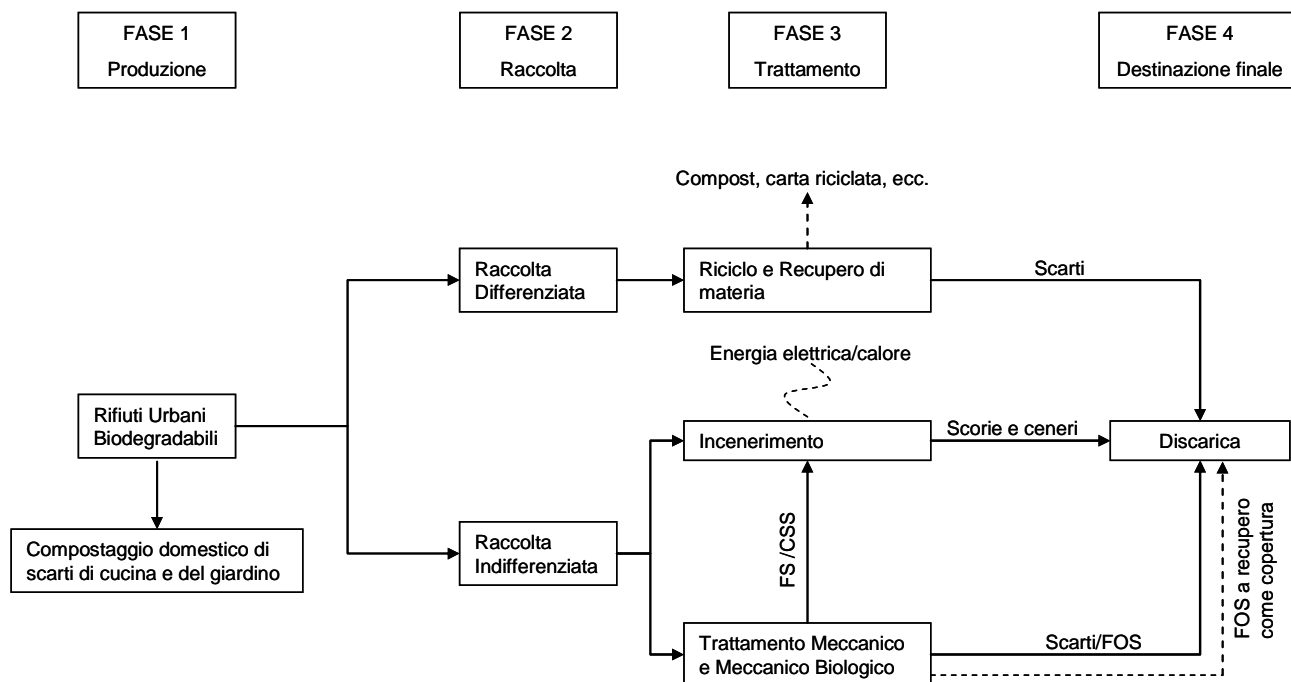 FASE 1
Produzione
FASE 2
Raccolta
FASE 3
Trattamento
FASE 4
Destinazione finale
Compost, carta riciclata, ecc.
Raccolta
Differenziata
Riciclo e Recupero di
materia
Scarti
Energia elettrica/calore
Rifiuti Urbani
Biodegradabili
Incenerimento
Scorie e ceneri
Discarica
Compostaggio domestico di
scarti di cucina e del giardino
Raccolta
Indifferenziata
FS /CSS
FOS a recupero
come copertura
Trattamento Meccanico
e Meccanico Biologico
Scarti/FOS